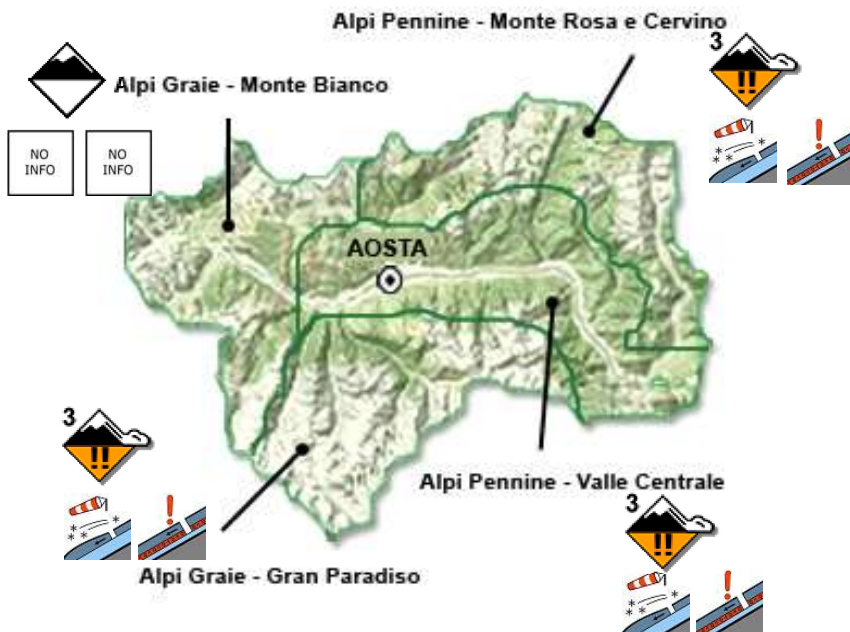 Alpi Pennine - Monte Rosa e Cervino
3
Alpi Graie - Monte Bianco
NO
INFO
NO
INFO
AOSTA
3
Alpi Pennine - Valle Centrale
3
Alpi Graie - Gran Paradiso